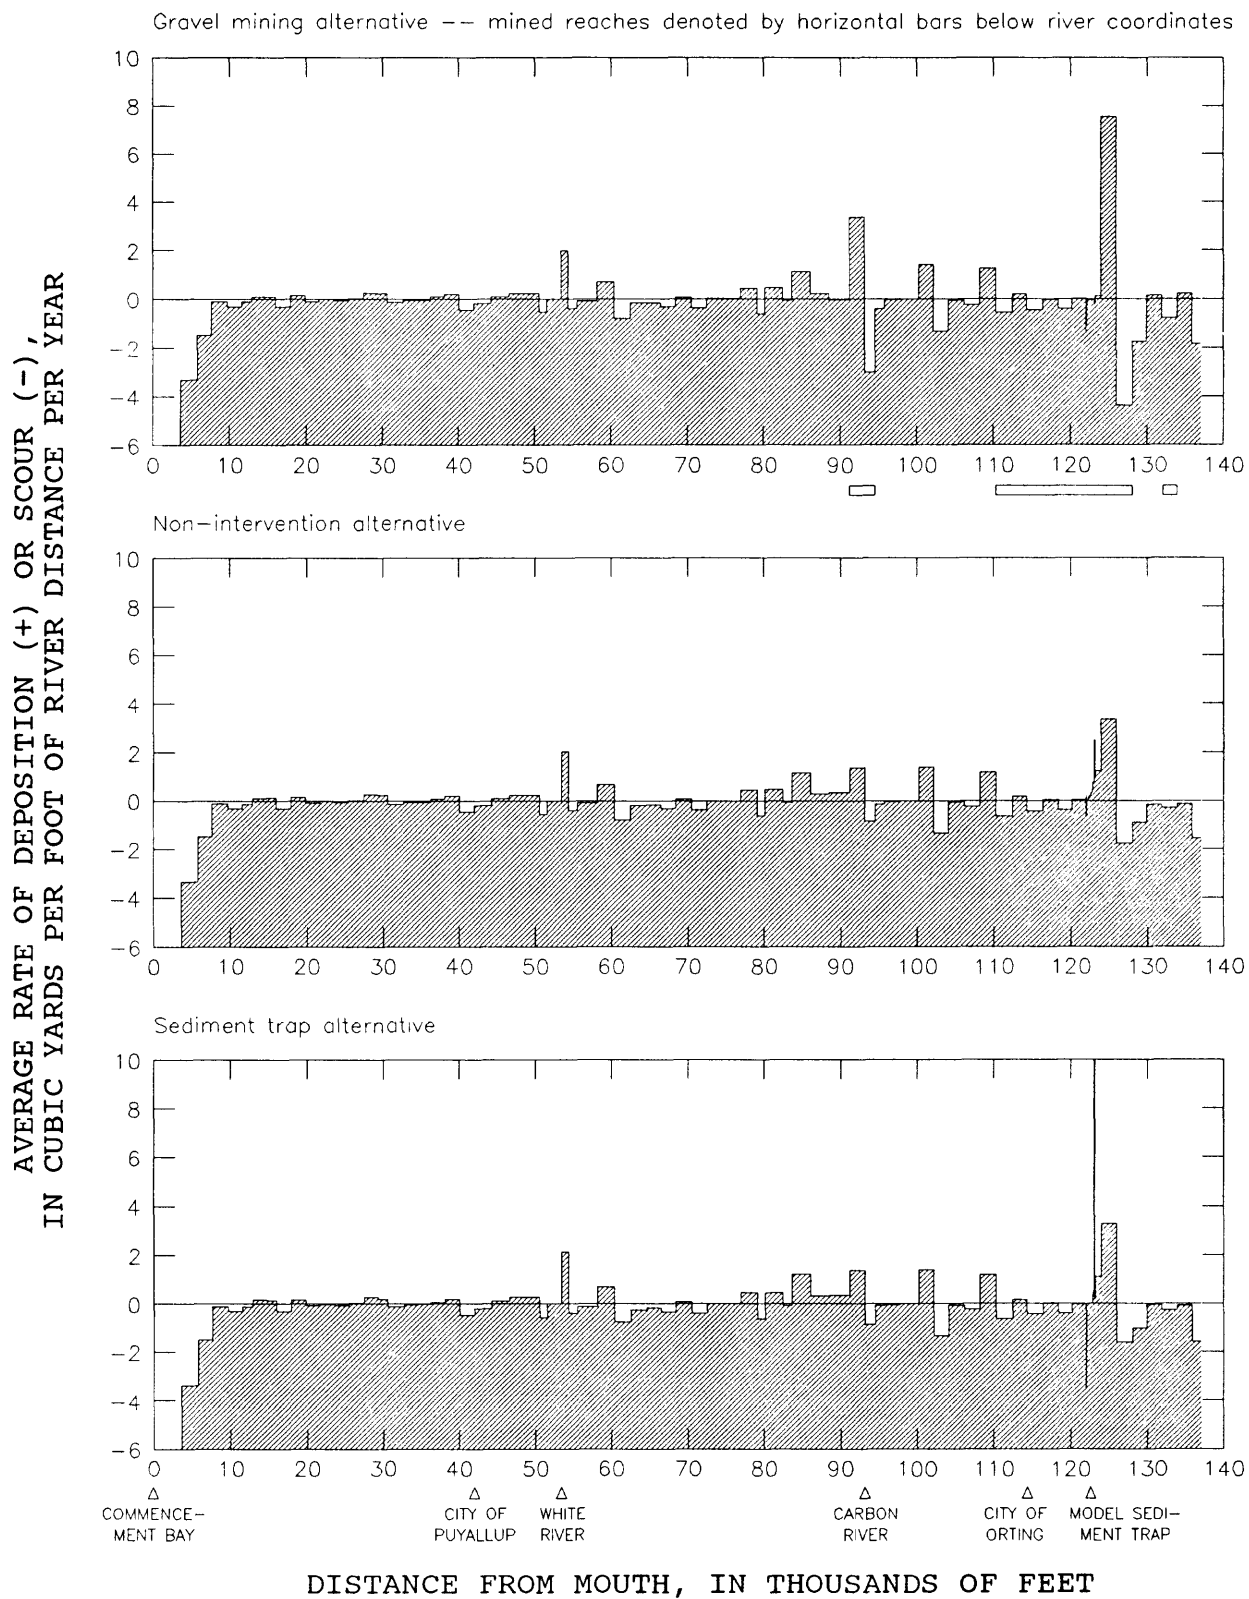 Gravel mining alternative -- mined reaches denoted by horizontal bars below river coordinates
10
8
6
4
2
0
-2
-4
-6
0 10 20 30 40 50 60 70 80 90 100 110 120 130 140
Non-intervention alternative
10
8
6
4
2
0
-2
-4
-6
0 10 20 30 40 50 60 70 80 90 100 110 120 130 140
Sediment trap alternative
10
8
6
4
2
0
-2
-4
-6
0 10 20 30 40 50 60 70 80 90 100 110 120 130 140
COMMENCE-
MENT BAY
CITY OF
PUYALLUP
WHITE
RIVER
CARBON
RIVER
CITY OF
ORTING
MODEL SEDI-
MENT TRAP
DISTANCE FROM MOUTH, IN THOUSANDS OF FEET
AVERAGE RATE OF DEPOSITION (+) OR SCOUR (-),
IN CUBIC YARDS PER FOOT OF RIVER DISTANCE PER YEAR